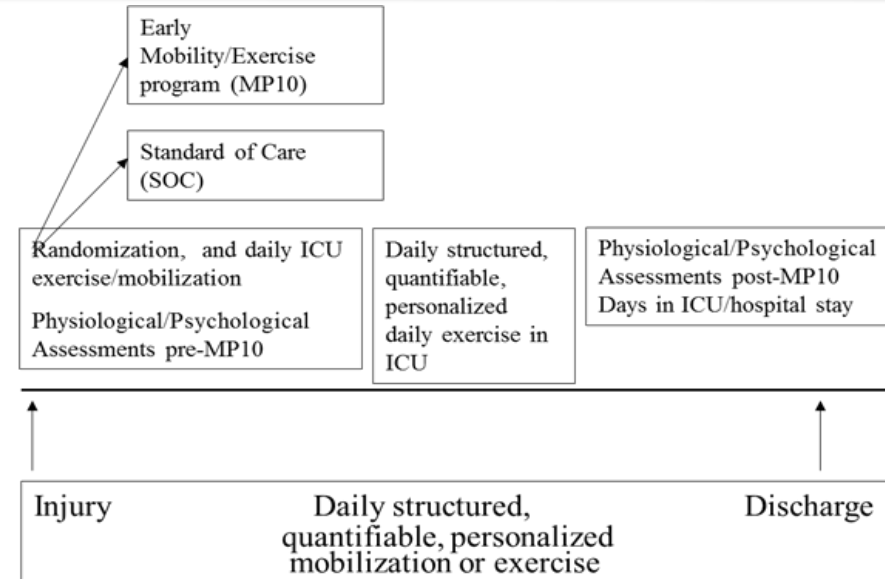 Early
Mobility/Exercise
program (MP10)
Standard of Care
(SOC)
Randomization, and daily ICU
exercise/mobilization
Physiological/Psychological
Assessments pre-MP10
Daily structured,
quantifiable,
personalized
daily exercise in
ICU
Physiological/Psychological
Assessments post-MP10
Days in ICU/hospital stay
Injury
Daily structured,
quantifiable, personalized
mobilization or exercise
Discharge